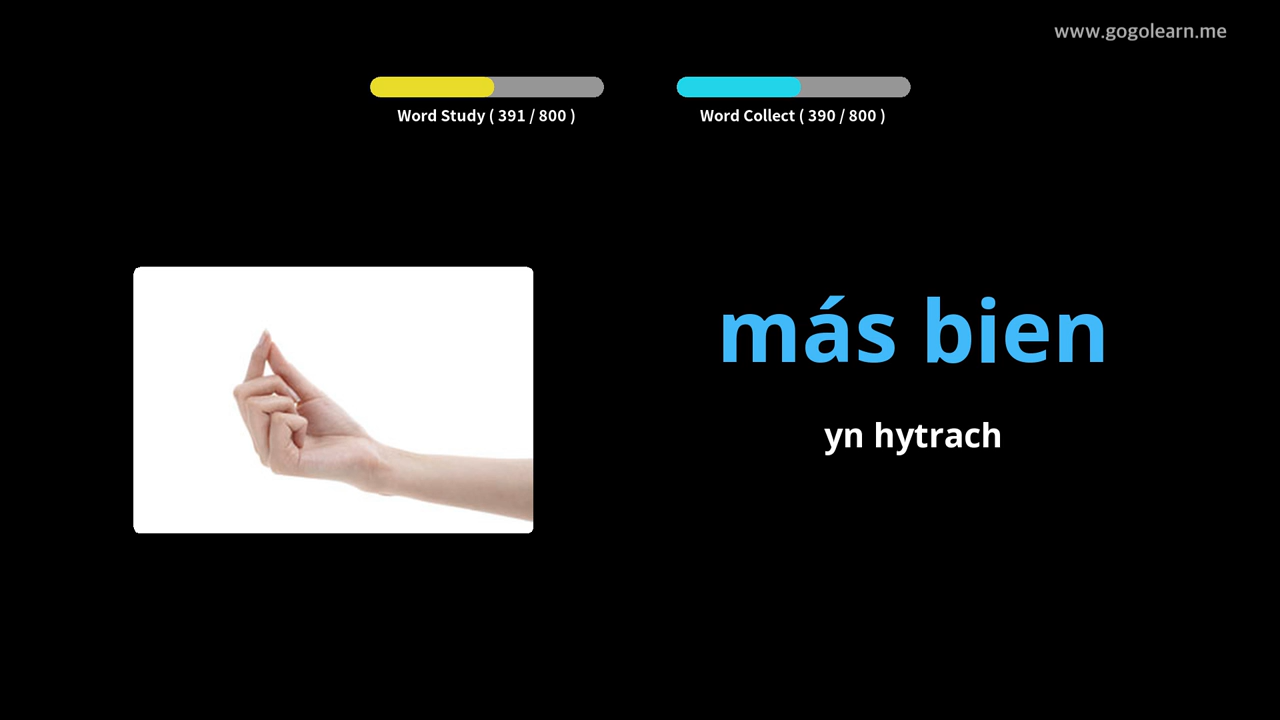 www.gogolearn.me
Word Study ( 391 / 800 )
Word Collect ( 390 / 800 )
más bien
yn hytrach